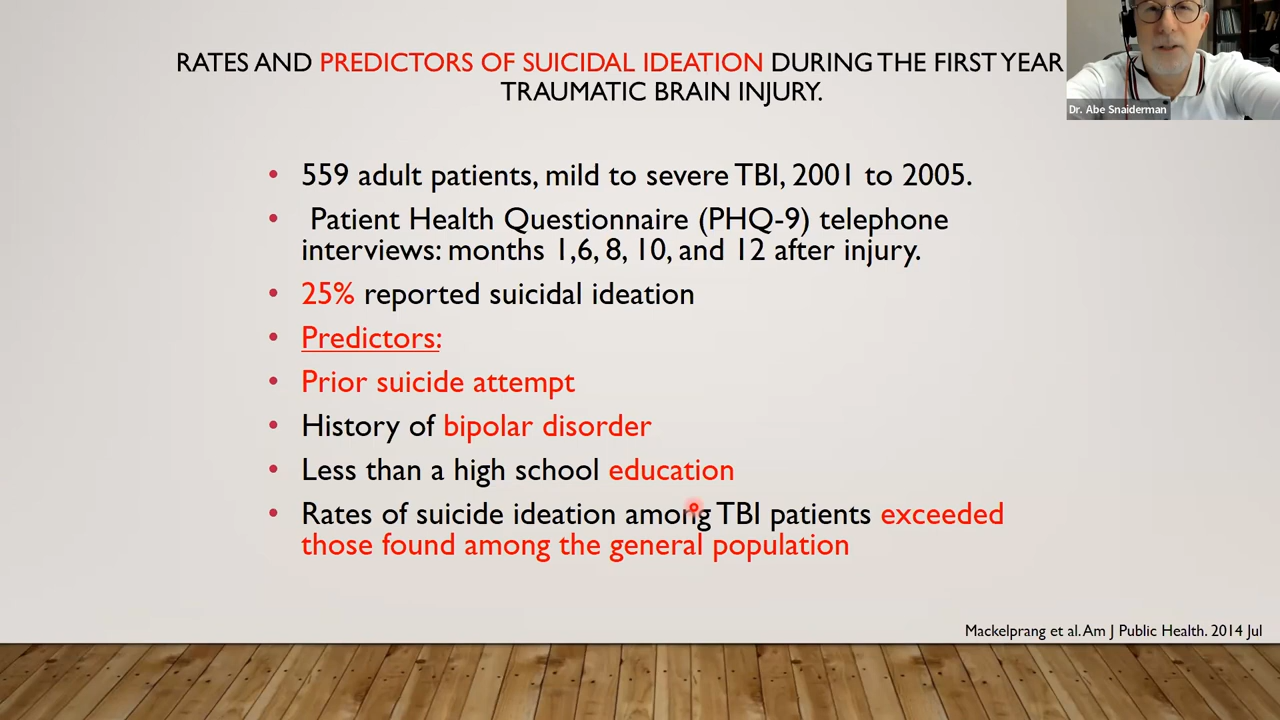 RATES AND PREDICTORS OF SUICIDAL IDEATION DURING THE FIRST YEAR
TRAUMATIC BRAIN INJURY.
Dr. Abe Snaiderman
• 559 adult patients, mild to severe TBI, 2001 to 2005.
• Patient Health Questionnaire (PHQ-9) telephone
interviews: months 1,6, 8, 10, and 12 after injury.
• 25% reported suicidal ideation
• Predictors:
• Prior suicide attempt
• History of bipolar disorder
• Less than a high school education
• Rates of suicide ideation among TBI patients exceeded
those found among the general population
Mackelprang et al. Am J Public Health. 2014 Jul